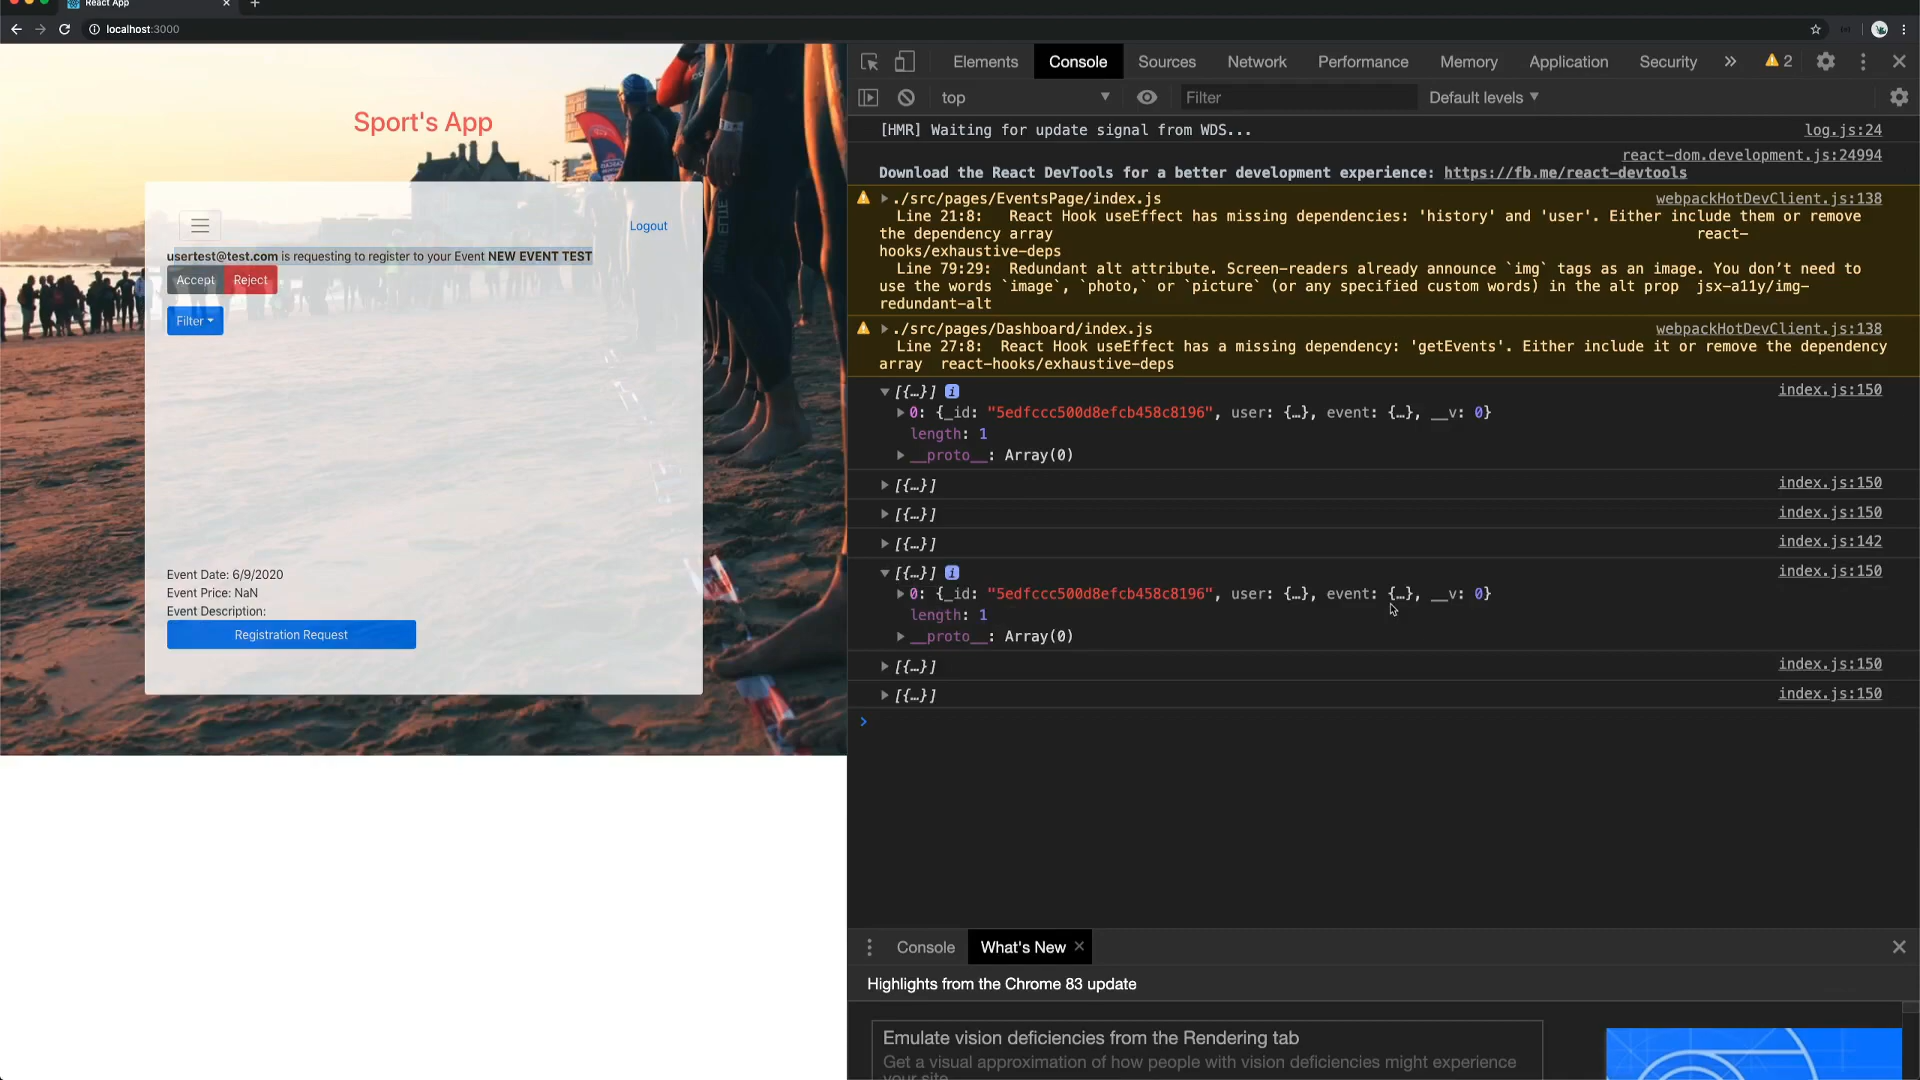 React App
localhost:3000
Sport's App
Logout
usertest@test.com is requesting to register to your Event NEW EVENT TEST
Accept Reject
Filter
Event Date: 6/9/2020
Event Price: NaN
Event Description:
Registration Request
Elements Console Sources Network Performance Memory Application Security » 2
top Filter Default levels
[HMR] Waiting for update signal from WDS... log.js:24
react-dom.development.js:24994
Download the React DevTools for a better development experience: https://fb.me/react-devtools
./src/pages/EventsPage/index.js webpackHotDevClient.js:138
Line 21:8: React Hook useEffect has missing dependencies: 'history' and 'user'. Either include them or remove
the dependency array react-
hooks/exhaustive-deps
Line 79:29: Redundant alt attribute. Screen-readers already announce `img` tags as an image. You don’t need to
use the words `image`, `photo,` or `picture` (or any specified custom words) in the alt prop jsx-a11y/img-
redundant-alt
./src/pages/Dashboard/index.js webpackHotDevClient.js:138
Line 27:8: React Hook useEffect has a missing dependency: 'getEvents'. Either include it or remove the dependency
array react-hooks/exhaustive-deps
[{…}] i index.js:150
0: {_id: "5edfccc500d8efcb458c8196", user: {…}, event: {…}, __v: 0}
length: 1
__proto__: Array(0)
[{…}] index.js:150
[{…}] index.js:150
[{…}] index.js:142
[{…}] i index.js:150
0: {_id: "5edfccc500d8efcb458c8196", user: {…}, event: {…}, __v: 0}
length: 1
__proto__: Array(0)
[{…}] index.js:150
[{…}] index.js:150
Console What's New
Highlights from the Chrome 83 update
Emulate vision deficiencies from the Rendering tab
Get a visual approximation of how people with vision deficiencies might experience
your site.